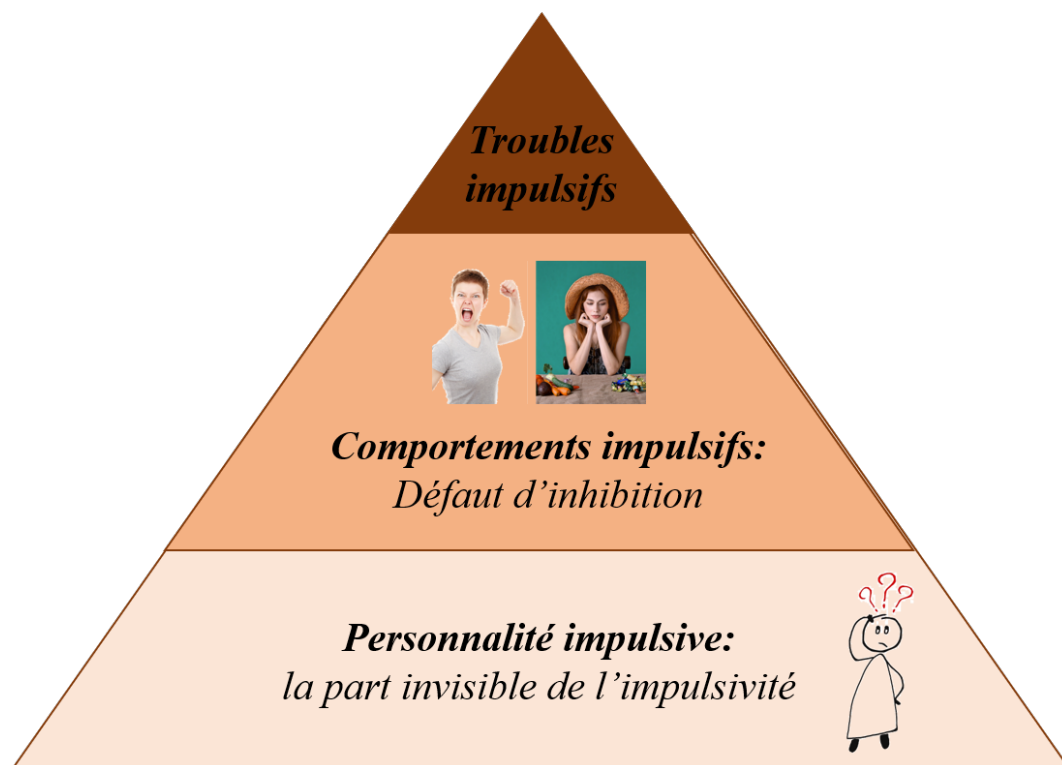 Troubles
impulsifs
Comportements impulsifs:
Défaut d’inhibition
Personnalité impulsive:
la part invisible de l’impulsivité